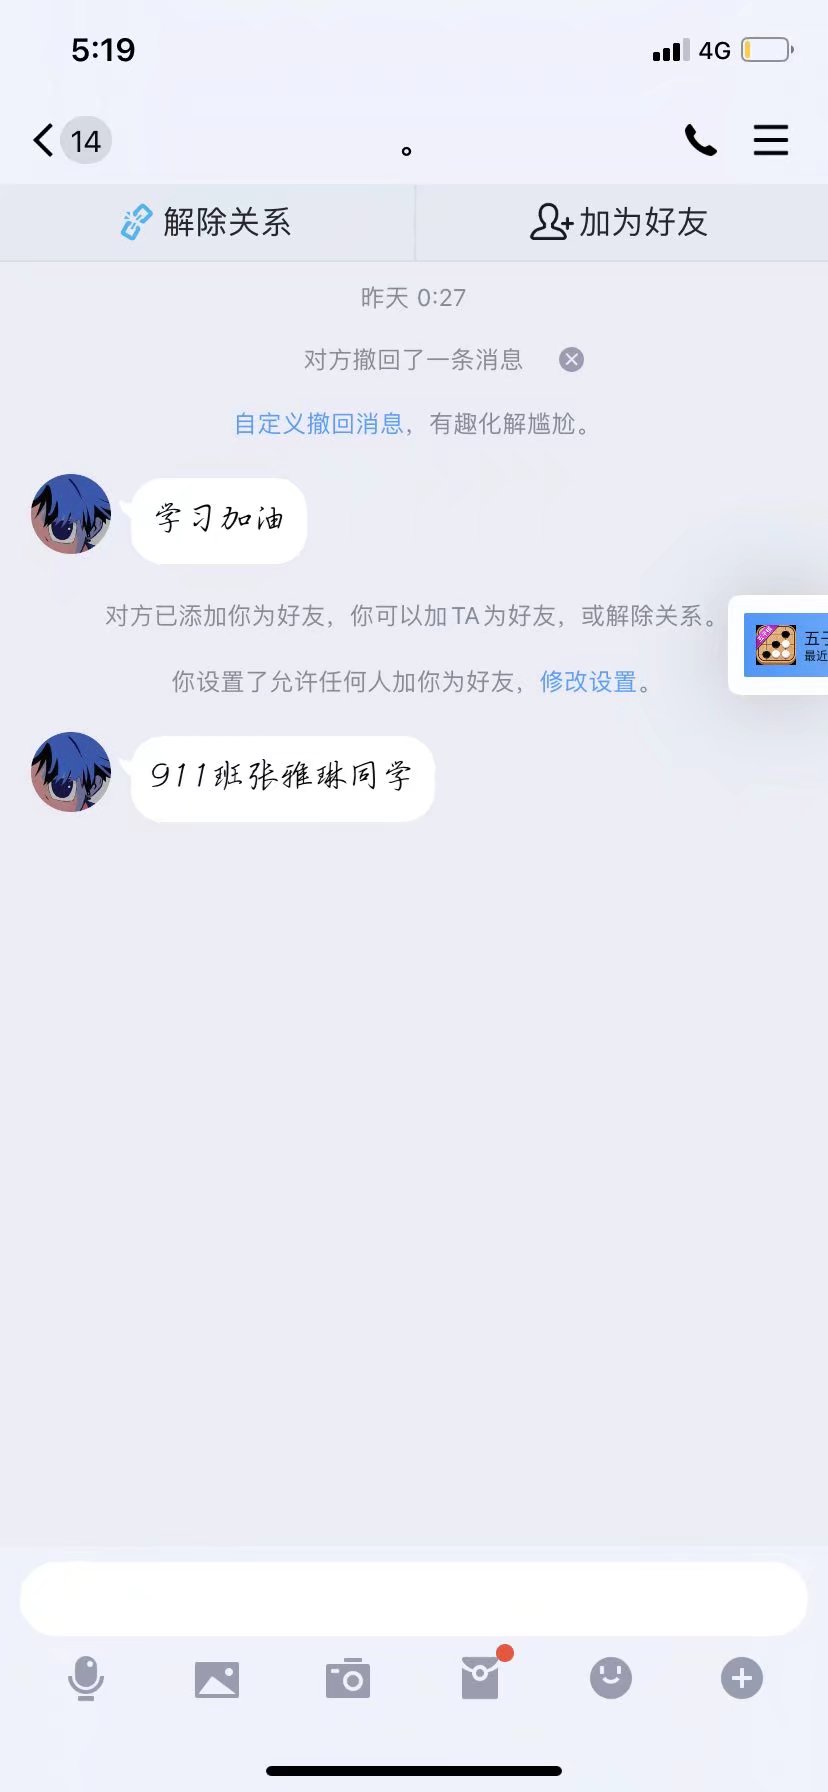 5:19
4G
14
。
解除关系
加为好友
昨天 0:27
对方撤回了一条消息
自定义撤回消息，有趣化解尴尬。
学习加油
对方已添加你为好友，你可以加TA为好友，或解除关系。
五子
最近
你设置了允许任何人加你为好友，修改设置。
911班张雅琳同学